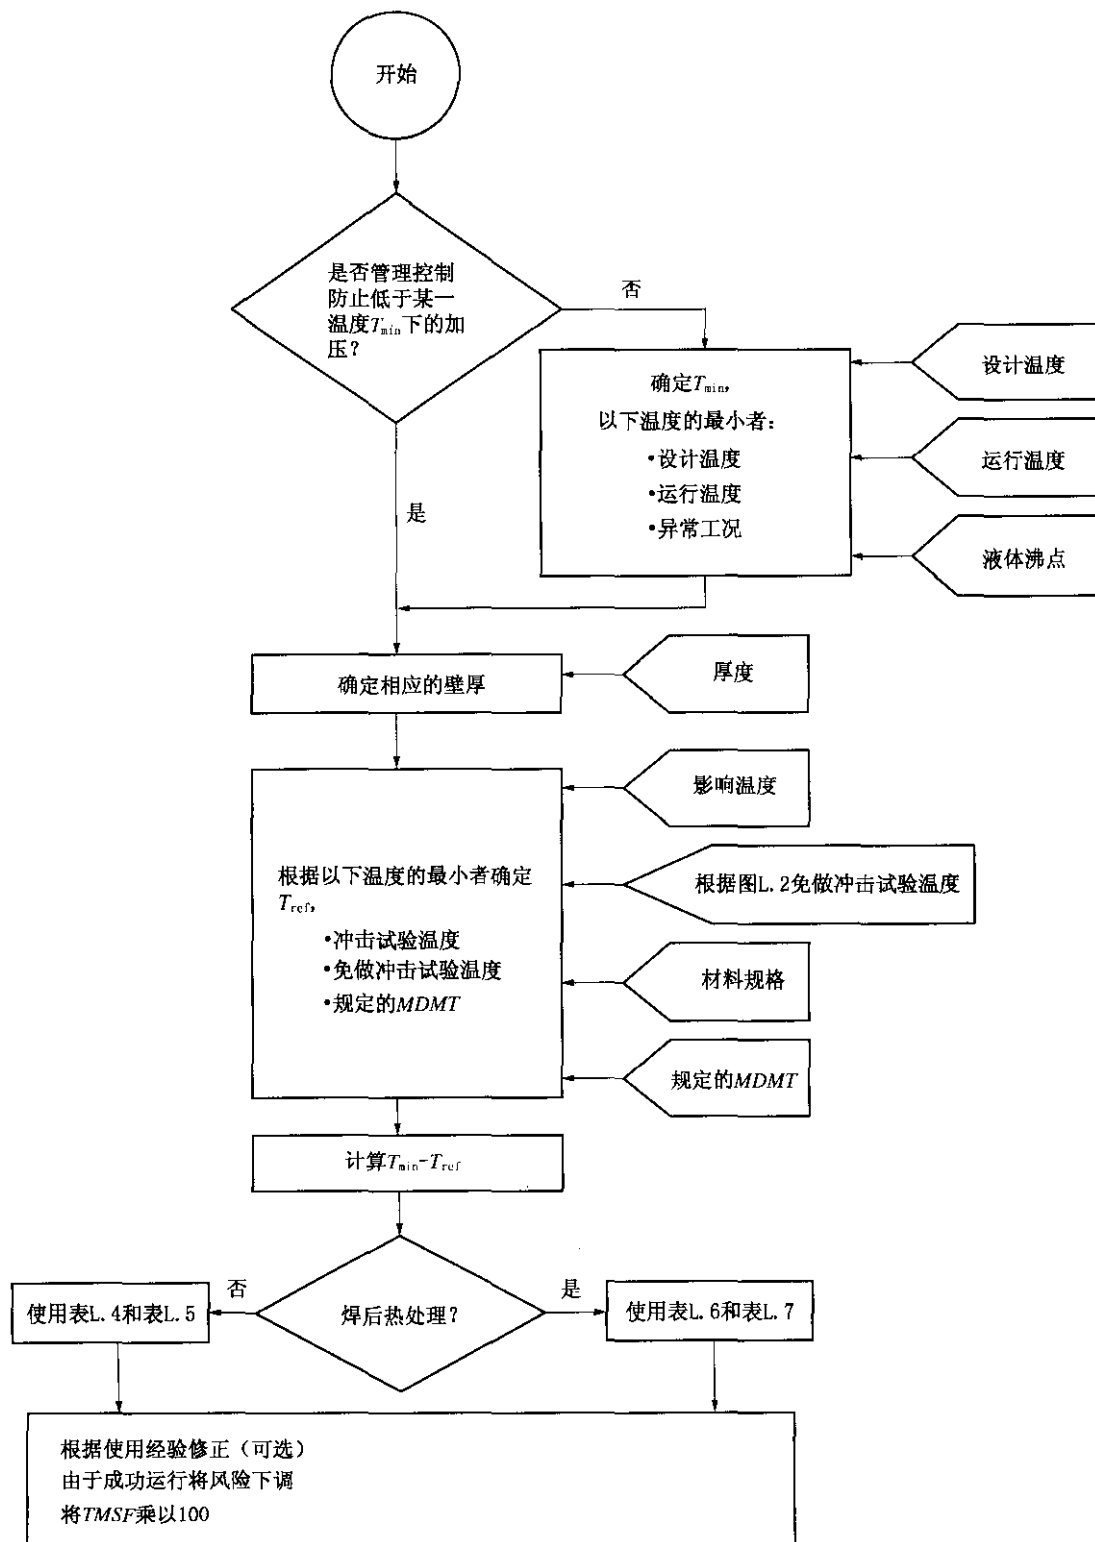 开始
是否管理控制
防止低于某一
温度Tmin下的加
压?
否
是
确定Tmin,
以下温度的最小者:
•设计温度
•运行温度
•异常工况
设计温度
运行温度
液体沸点
确定相应的壁厚
厚度
根据以下温度的最小者确定
Tref,
•冲击试验温度
•免做冲击试验温度
•规定的MDMT
影响温度
根据图L.2免做冲击试验温度
材料规格
规定的MDMT
计算Tmin-Tref
焊后热处理?
否
是
使用表L.4和表L.5
使用表L.6和表L.7
根据使用经验修正(可选)
由于成功运行将风险下调
将TMSF乘以100